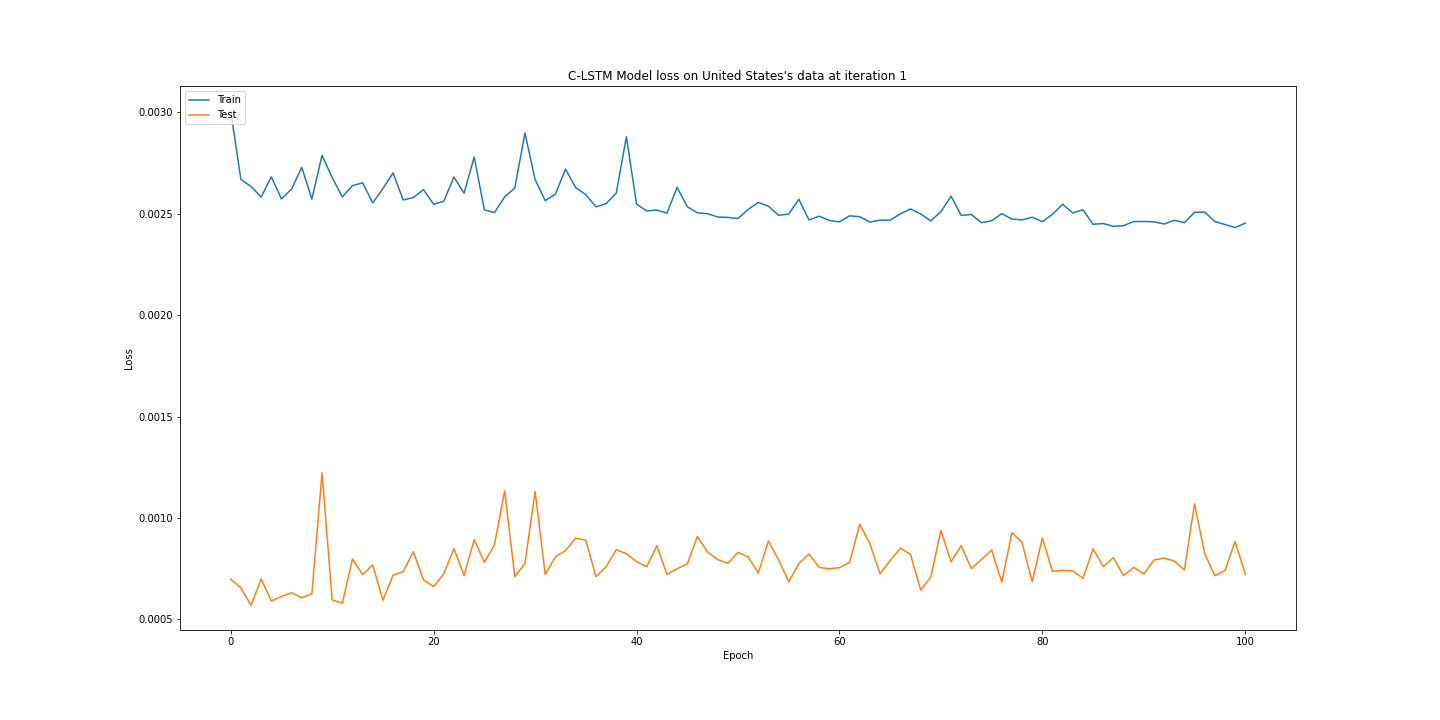 C-LSTM Model loss on United States's data at iteration 1
Train
Test
0.0030
0.0025
0.0020
0.0015
0.0010
0.0005
Loss
0 20 40 60 80 100
Epoch